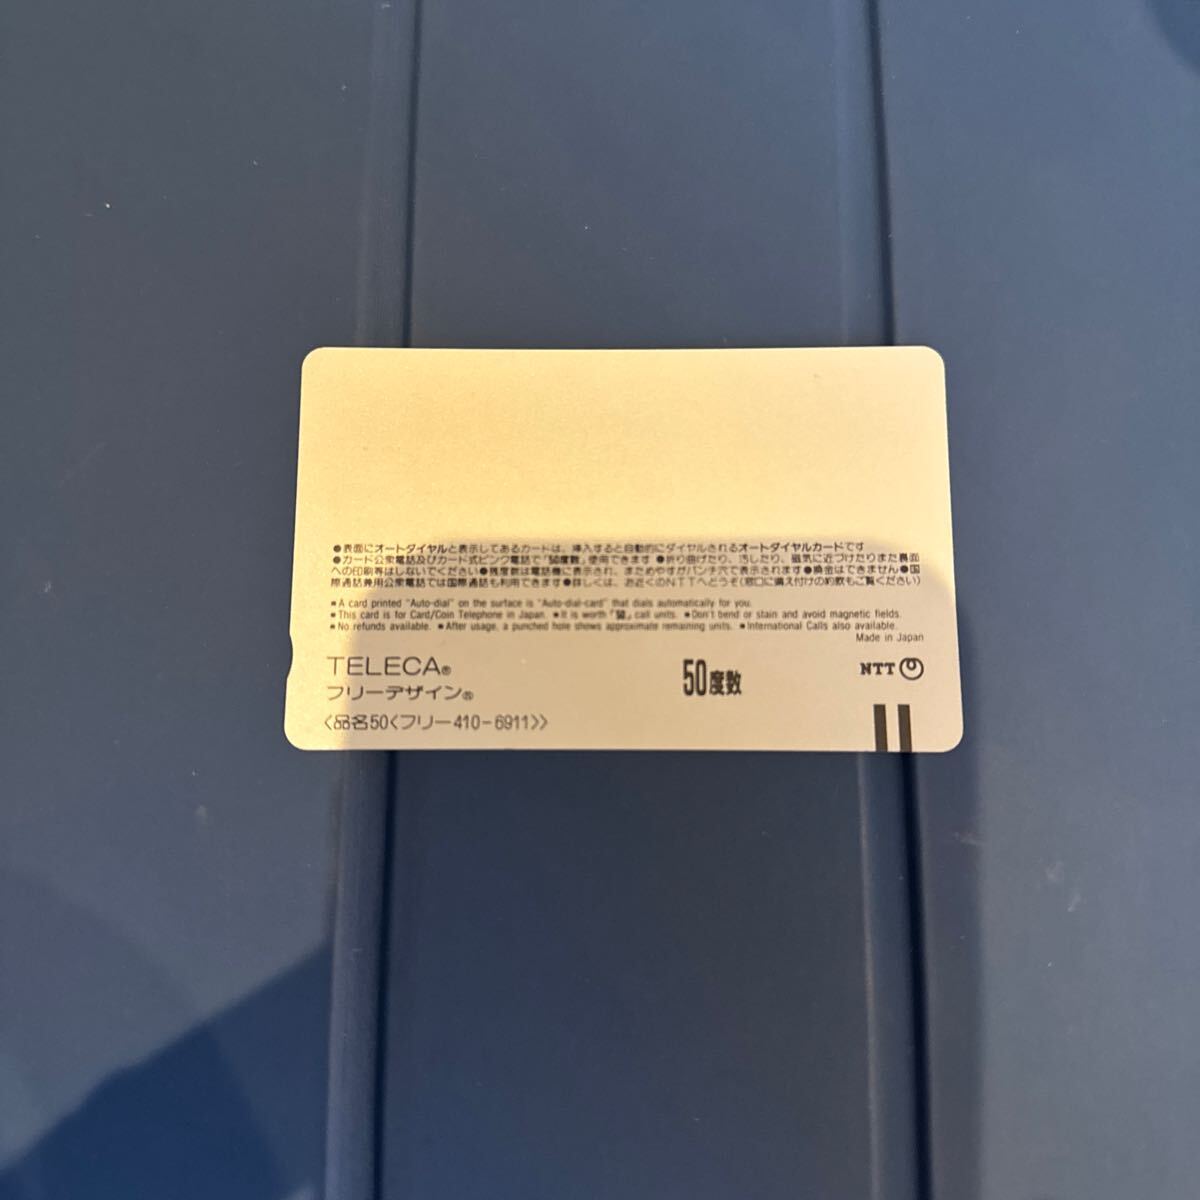 ●表面にオートダイヤルと表示してあるカードは、挿入すると自動的にダイヤルされるオートダイヤルカードです
●カード公衆電話及びカード式ピンク電話で「50度数」使用できます ●折り曲げたり、汚したり、磁気に近づけたりまた裏面
への印刷等はしないでください●残度数は電話機に表示され、まためやすがパンチ穴で表示されます●換金はできません●国
際通話兼用公衆電話では国際通話も利用できます●詳しくは、お近くのNTTへどうぞ(窓口に備え付けの約款もご覧ください)
■A card printed "Auto-dial" on the surface is "Auto-dial-card" that dials automatically for you.
■This card is for Card/Coin Telephone in Japan. ■It is worth 「50」 call units. ■Don't bend or stain and avoid magnetic fields.
■No refunds available. ■After usage, a punched hole shows approximate remaining units. ■International Calls also available.
Made in Japan
TELECA®
フリーデザイン®
50度数
NTT
〈品名50〈フリー410-6911〉〉